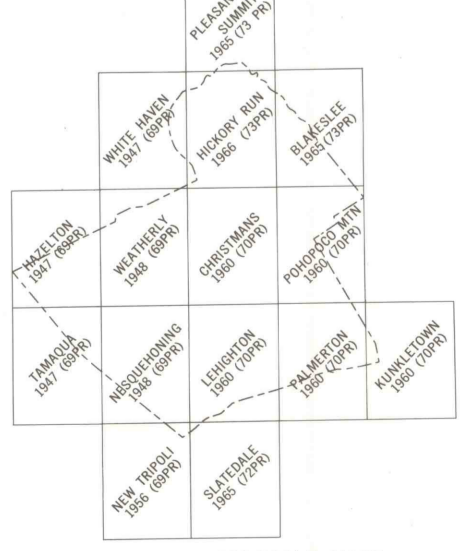 PLEASAN
SUMMIT
1965 (73 PR)
WHITE HAVEN
1947 (69PR)
HICKORY RUN
1966 (73PR)
BLAKESLEE
1965 (73PR)
HAZELTON
1947 (69PR)
WEATHERLY
1948 (69PR)
CHRISTMANS
1960 (70PR)
POHOPOCO MTN
1960 (70PR)
TAMAQUA
1947 (69PR)
NESQUEHONING
1948 (69PR)
LEHIGHTON
1960 (70PR)
PALMERTON
1960 (70PR)
KUNKLETOWN
1960 (70PR)
NEW TRIPOLI
1956 (69PR)
SLATEDALE
1965 (72PR)